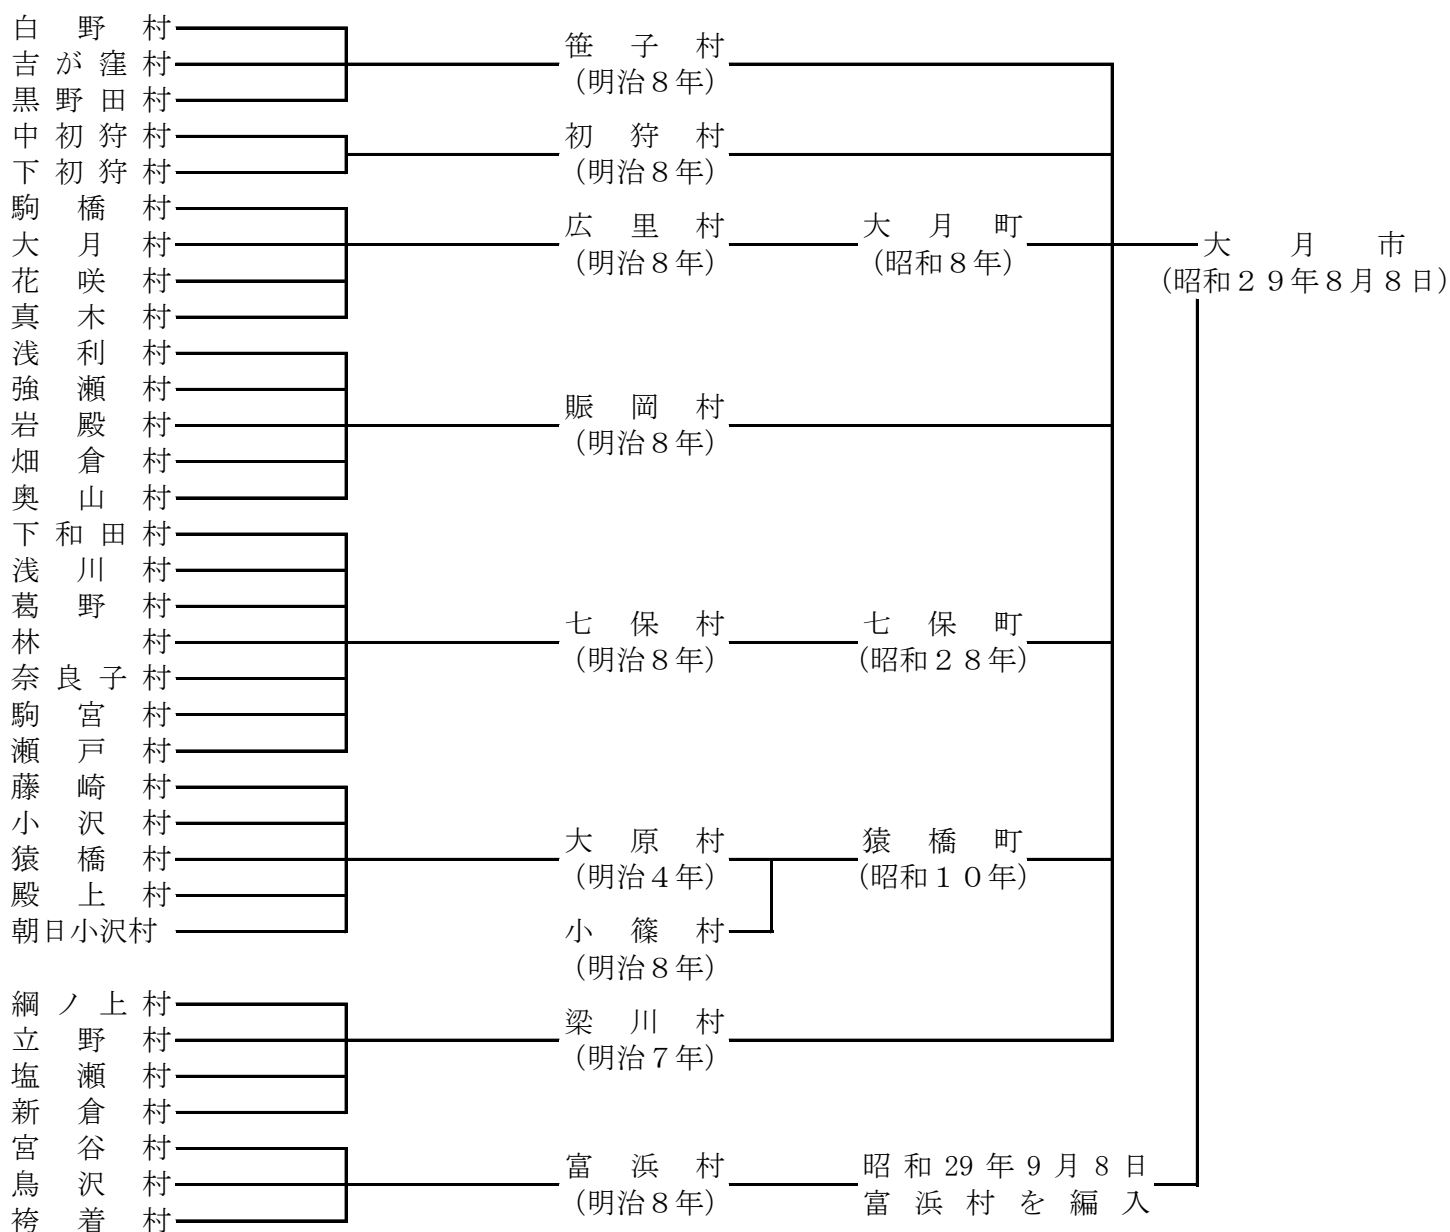 白野村
吉が窪村
黒野田村
中初狩村
下初狩村
駒橋村
大月村
花咲村
真木村
浅利村
強瀬村
岩殿村
畑倉村
奥山村
下和田村
浅川村
葛野村
林村
奈良子村
駒宮村
瀬戸村
藤崎村
小沢村
猿橋村
殿上村
朝日小沢村
綱ノ上村
立野村
塩瀬村
新倉村
宮谷村
鳥沢村
袴着村
笹子村
（明治８年）
初狩村
（明治８年）
広里村
（明治８年）
賑岡村
（明治８年）
七保村
（明治８年）
大原村
（明治４年）
小篠村
（明治８年）
梁川村
（明治７年）
富浜村
（明治８年）
大月町
（昭和８年）
七保町
（昭和２８年）
猿橋町
（昭和１０年）
昭和29年9月8日
富浜村を編入
大月市
（昭和２９年８月８日）